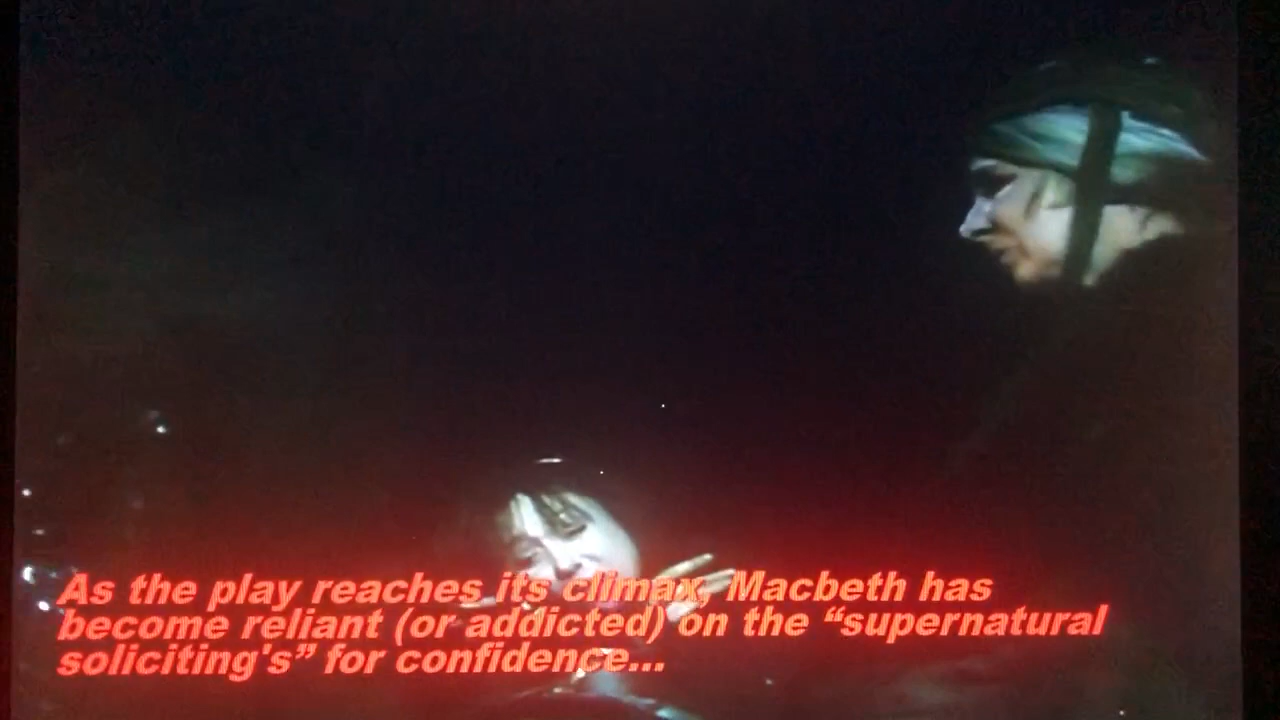 As the play reaches its climax, Macbeth has
become reliant (or addicted) on the “supernatural
soliciting's” for confidence...